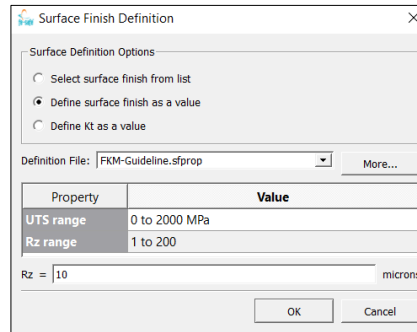 Surface Finish Definition
Surface Definition Options
Select surface finish from list
Define surface finish as a value
Define Kt as a value
Definition File: FKM-Guideline.sfprop More...
Property Value
UTS range 0 to 2000 MPa
Rz range 1 to 200
Rz = 10 microns
OK Cancel